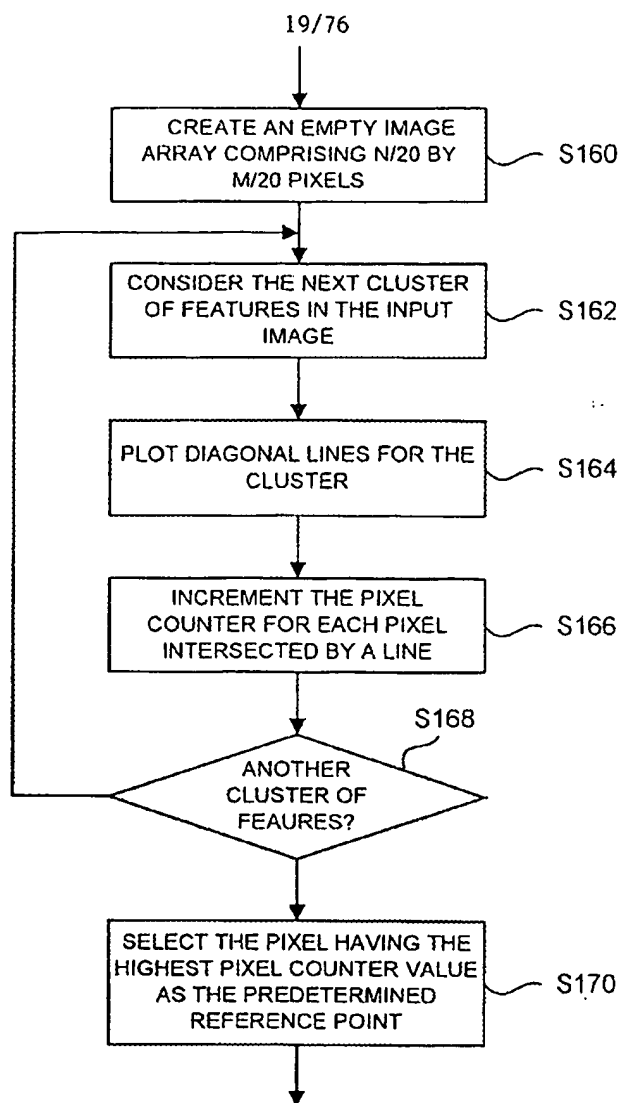 19/76
CREATE AN EMPTY IMAGE
ARRAY COMPRISING N/20 BY
M/20 PIXELS
S160
CONSIDER THE NEXT CLUSTER
OF FEATURES IN THE INPUT
IMAGE
S162
PLOT DIAGONAL LINES FOR THE
CLUSTER
S164
INCREMENT THE PIXEL
COUNTER FOR EACH PIXEL
INTERSECTED BY A LINE
S166
S168
ANOTHER
CLUSTER OF
FEAURES?
SELECT THE PIXEL HAVING THE
HIGHEST PIXEL COUNTER VALUE
AS THE PREDETERMINED
REFERENCE POINT
S170